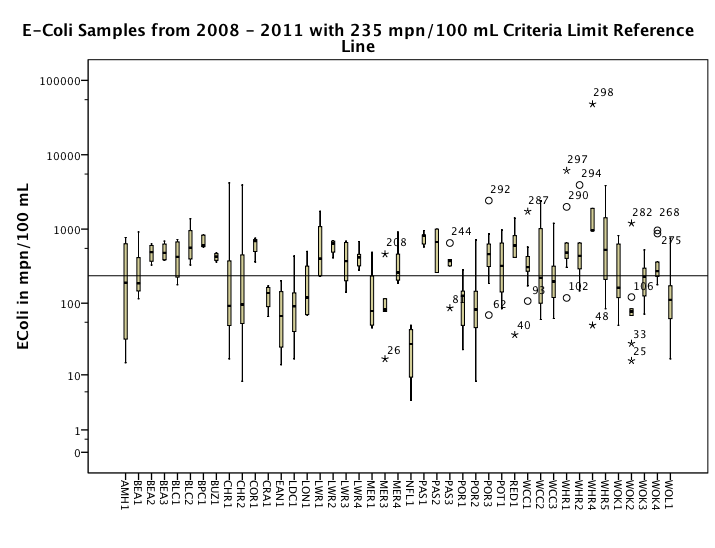 E-Coli Samples from 2008 - 2011 with 235 mpn/100 mL Criteria Limit Reference
Line
EColi in mpn/100 mL
100000
10000
1000
100
10
1
0
298
297
294
292
290
287
282
268
275
244
208
106
102
93
81
62
48
40
33
26
25
AMH1
BEA1
BEA2
BEA3
BLC1
BLC2
BPC1
BUZ1
CHR1
CHR2
COR1
CRA1
EAN1
LDC1
LON1
LWR1
LWR2
LWR3
LWR4
MER1
MER3
MER4
NFL1
PAS1
PAS2
PAS3
POR1
POR2
POR3
POT1
RED1
WCC1
WCC2
WCC3
WHR1
WHR2
WHR4
WHR5
WOK1
WOK2
WOK3
WOK4
WOL1